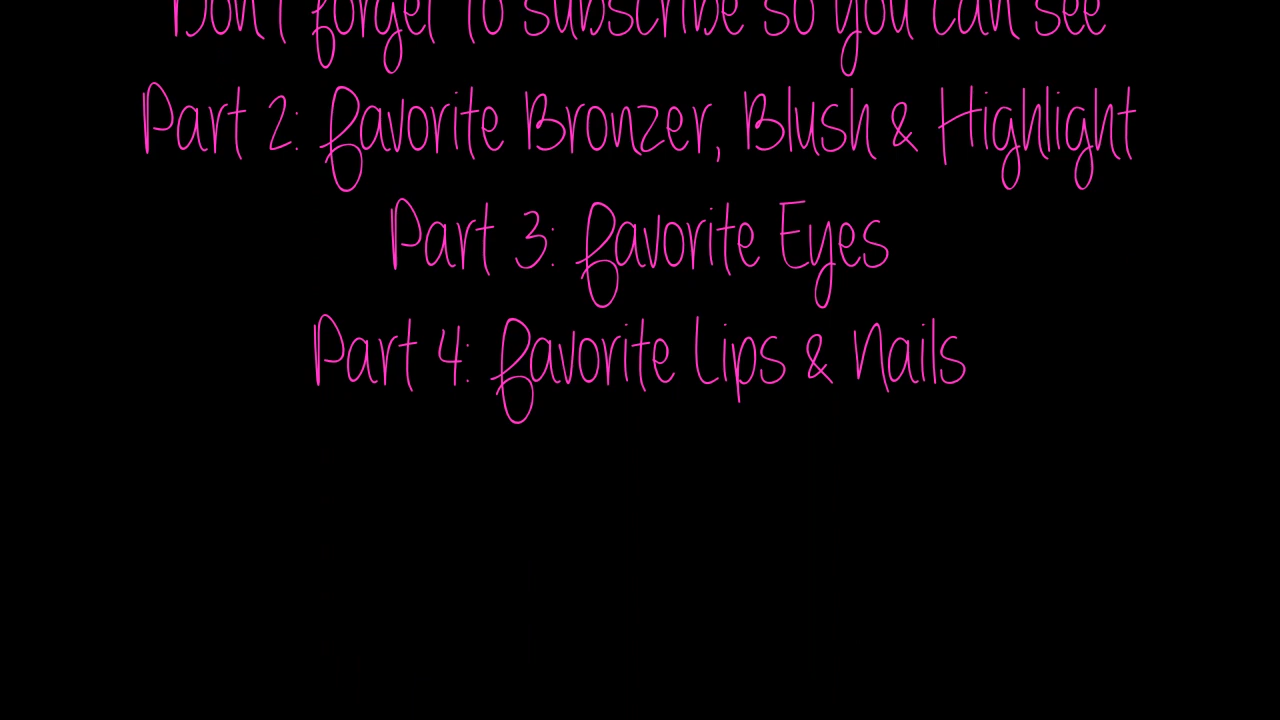 Don't forget to subscribe so you can see
Part 2: Favorite Bronzer, Blush & Highlight
Part 3: Favorite Eyes
Part 4: Favorite Lips & Nails